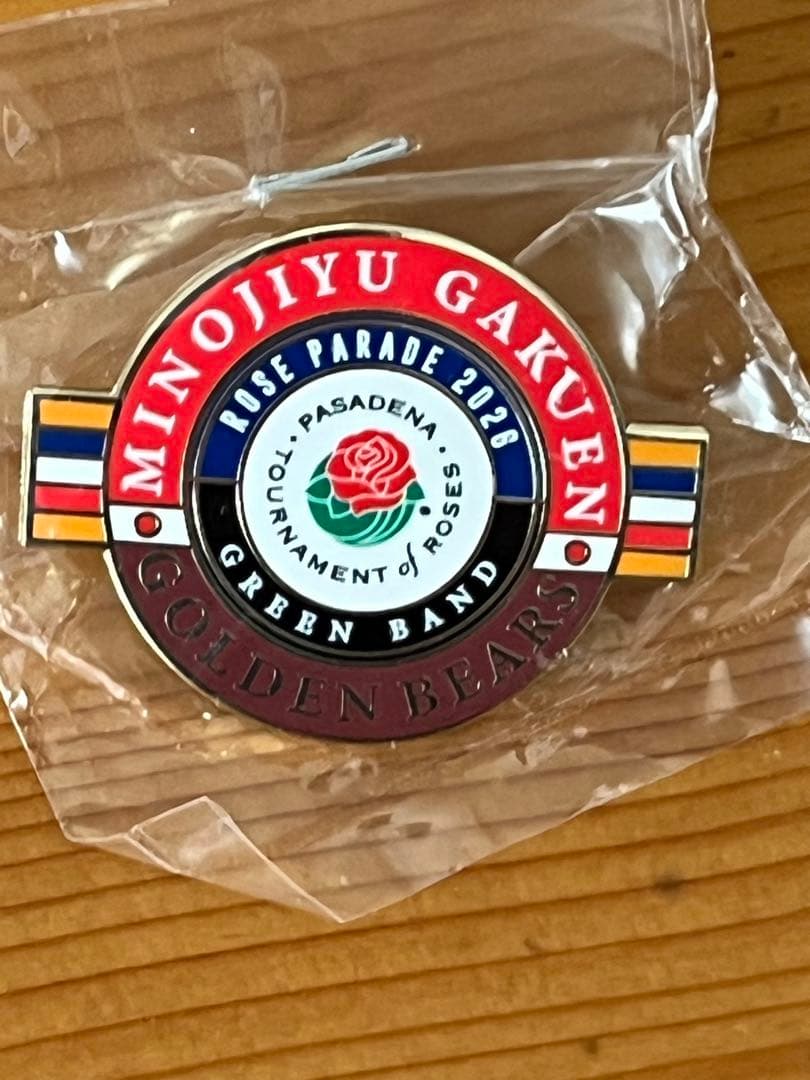 MINOJIYU GAKUEN
ROSE PARADE 2026
PASADENA
TOURNAMENT of ROSES
GREEN BAND
GOLDEN BEARS